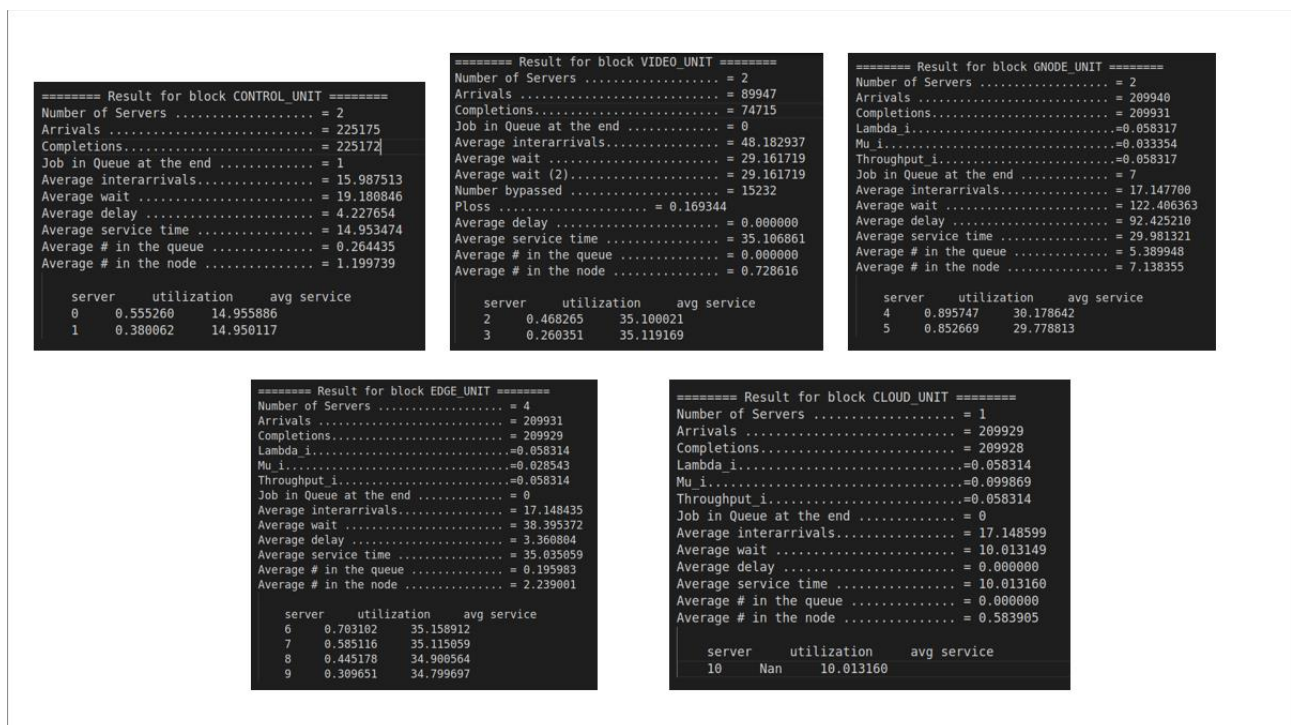 ======== Result for block CONTROL_UNIT ========
Number of Servers ................... = 2
Arrivals ............................ = 225175
Completions.......................... = 225172
Job in Queue at the end ............. = 1
Average interarrivals................ = 15.987513
Average wait ........................ = 19.180846
Average delay ....................... = 4.227654
Average service time ................ = 14.953474
Average # in the queue .............. = 0.264435
Average # in the node ............... = 1.199739
server utilization avg service
0 0.555260 14.955886
1 0.380062 14.950117
======== Result for block VIDEO_UNIT ========
Number of Servers ................... = 2
Arrivals ............................ = 89947
Completions.......................... = 74715
Job in Queue at the end ............. = 0
Average interarrivals................ = 48.182937
Average wait ........................ = 29.161719
Average wait (2)..................... = 29.161719
Number bypassed ..................... = 15232
Ploss ..................... = 0.169344
Average delay ....................... = 0.000000
Average service time ................ = 35.106861
Average # in the queue .............. = 0.000000
Average # in the node ............... = 0.728616
server utilization avg service
2 0.468265 35.100021
3 0.260351 35.119169
======== Result for block GNODE_UNIT ========
Number of Servers ................... = 2
Arrivals ............................ = 209940
Completions.......................... = 209931
Lambda_i.............................=0.058317
Mu_i.................................=0.033354
Throughput_i.........................=0.058317
Job in Queue at the end ............. = 7
Average interarrivals................ = 17.147700
Average wait ........................ = 122.406363
Average delay ....................... = 92.425210
Average service time ................ = 29.981321
Average # in the queue .............. = 5.389948
Average # in the node ............... = 7.138355
server utilization avg service
4 0.895747 30.178642
5 0.852669 29.778813
======== Result for block EDGE_UNIT ========
Number of Servers ................... = 4
Arrivals ............................ = 209931
Completions.......................... = 209929
Lambda_i.............................=0.058314
Mu_i.................................=0.028543
Throughput_i.........................=0.058314
Job in Queue at the end ............. = 0
Average interarrivals................ = 17.148435
Average wait ........................ = 38.395372
Average delay ....................... = 3.360804
Average service time ................ = 35.035059
Average # in the queue .............. = 0.195983
Average # in the node ............... = 2.239001
server utilization avg service
6 0.703102 35.158912
7 0.585116 35.115059
8 0.445178 34.900564
9 0.309651 34.799697
======== Result for block CLOUD_UNIT ========
Number of Servers ................... = 1
Arrivals ............................ = 209929
Completions.......................... = 209928
Lambda_i.............................=0.058314
Mu_i.................................=0.099869
Throughput_i.........................=0.058314
Job in Queue at the end ............. = 0
Average interarrivals................ = 17.148599
Average wait ........................ = 10.013149
Average delay ....................... = 0.000000
Average service time ................ = 10.013160
Average # in the queue .............. = 0.000000
Average # in the node ............... = 0.583905
server utilization avg service
10 Nan 10.013160